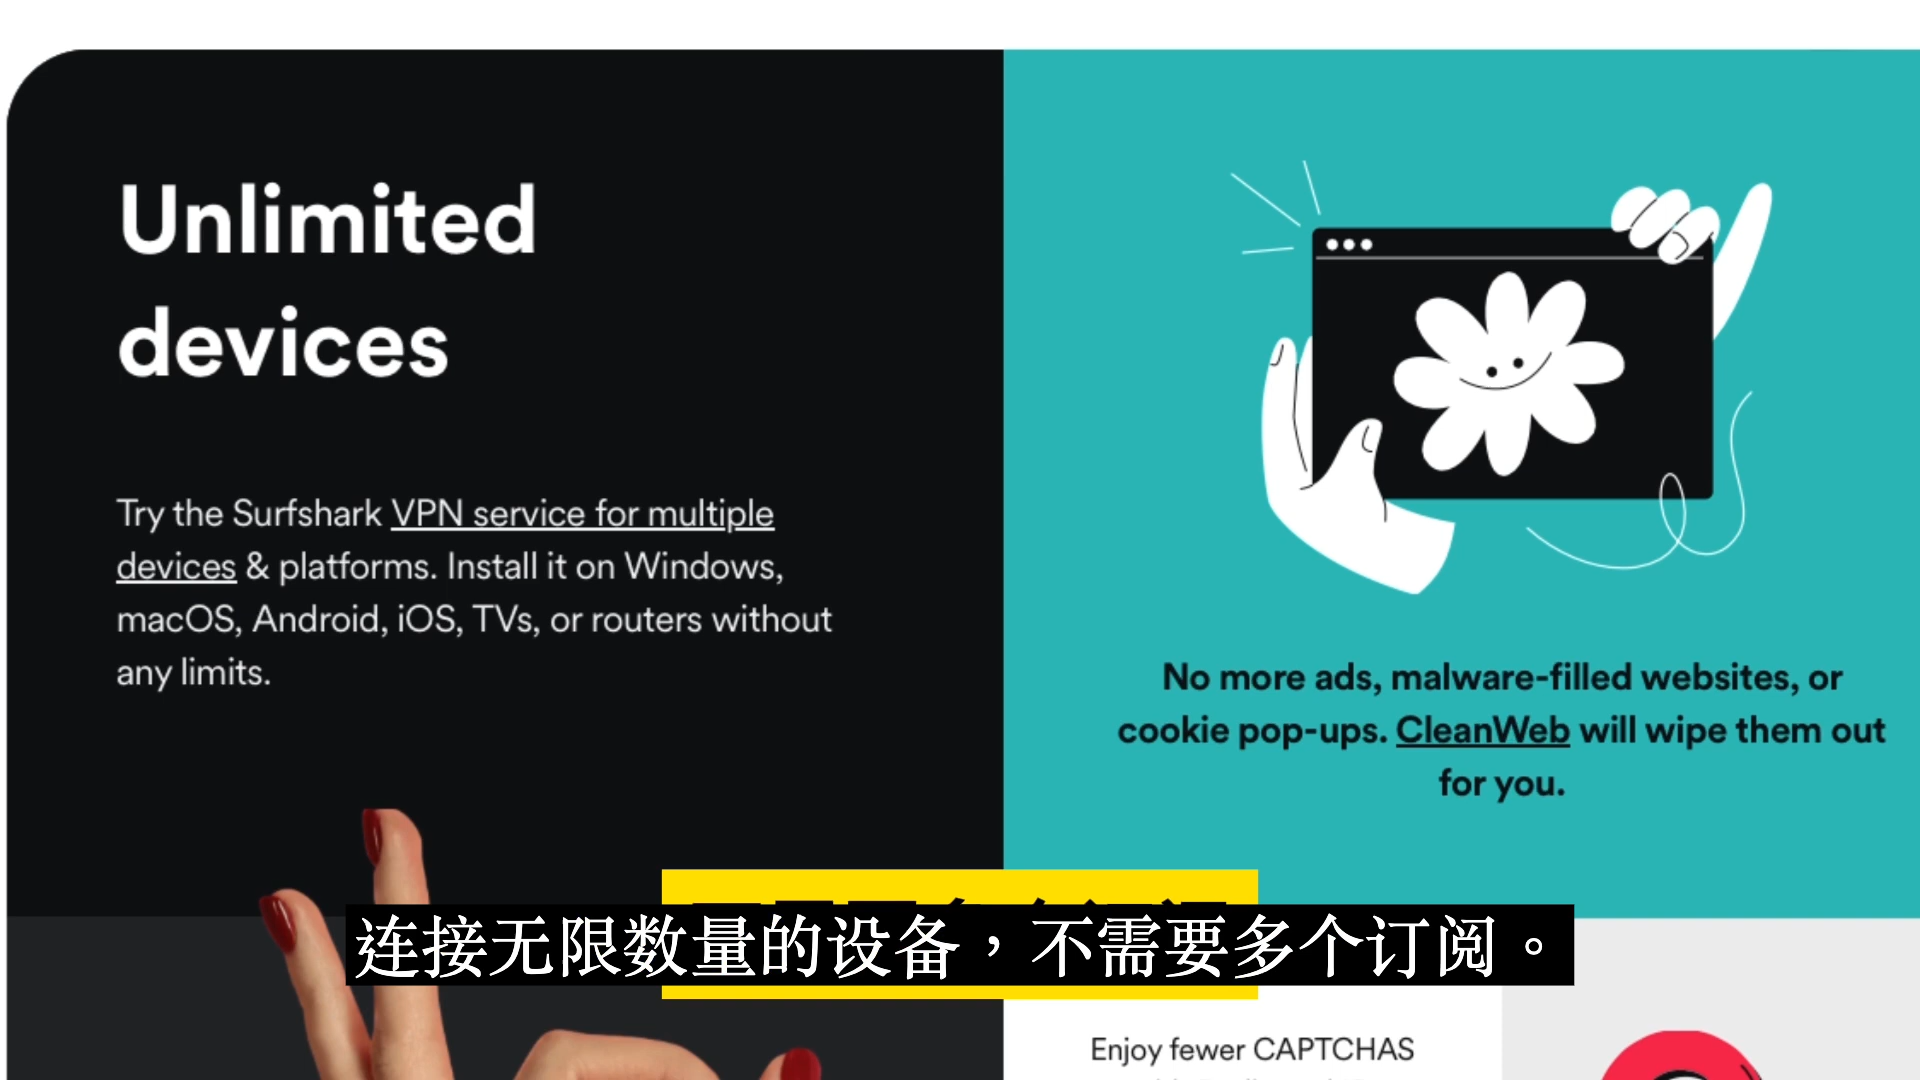 Unlimited
devices
Try the Surfshark VPN service for multiple
devices & platforms. Install it on Windows,
macOS, Android, iOS, TVs, or routers without
any limits.
No more ads, malware-filled websites, or
cookie pop-ups. CleanWeb will wipe them out
for you.
连接无限数量的设备，不需要多个订阅。
Enjoy fewer CAPTCHAS